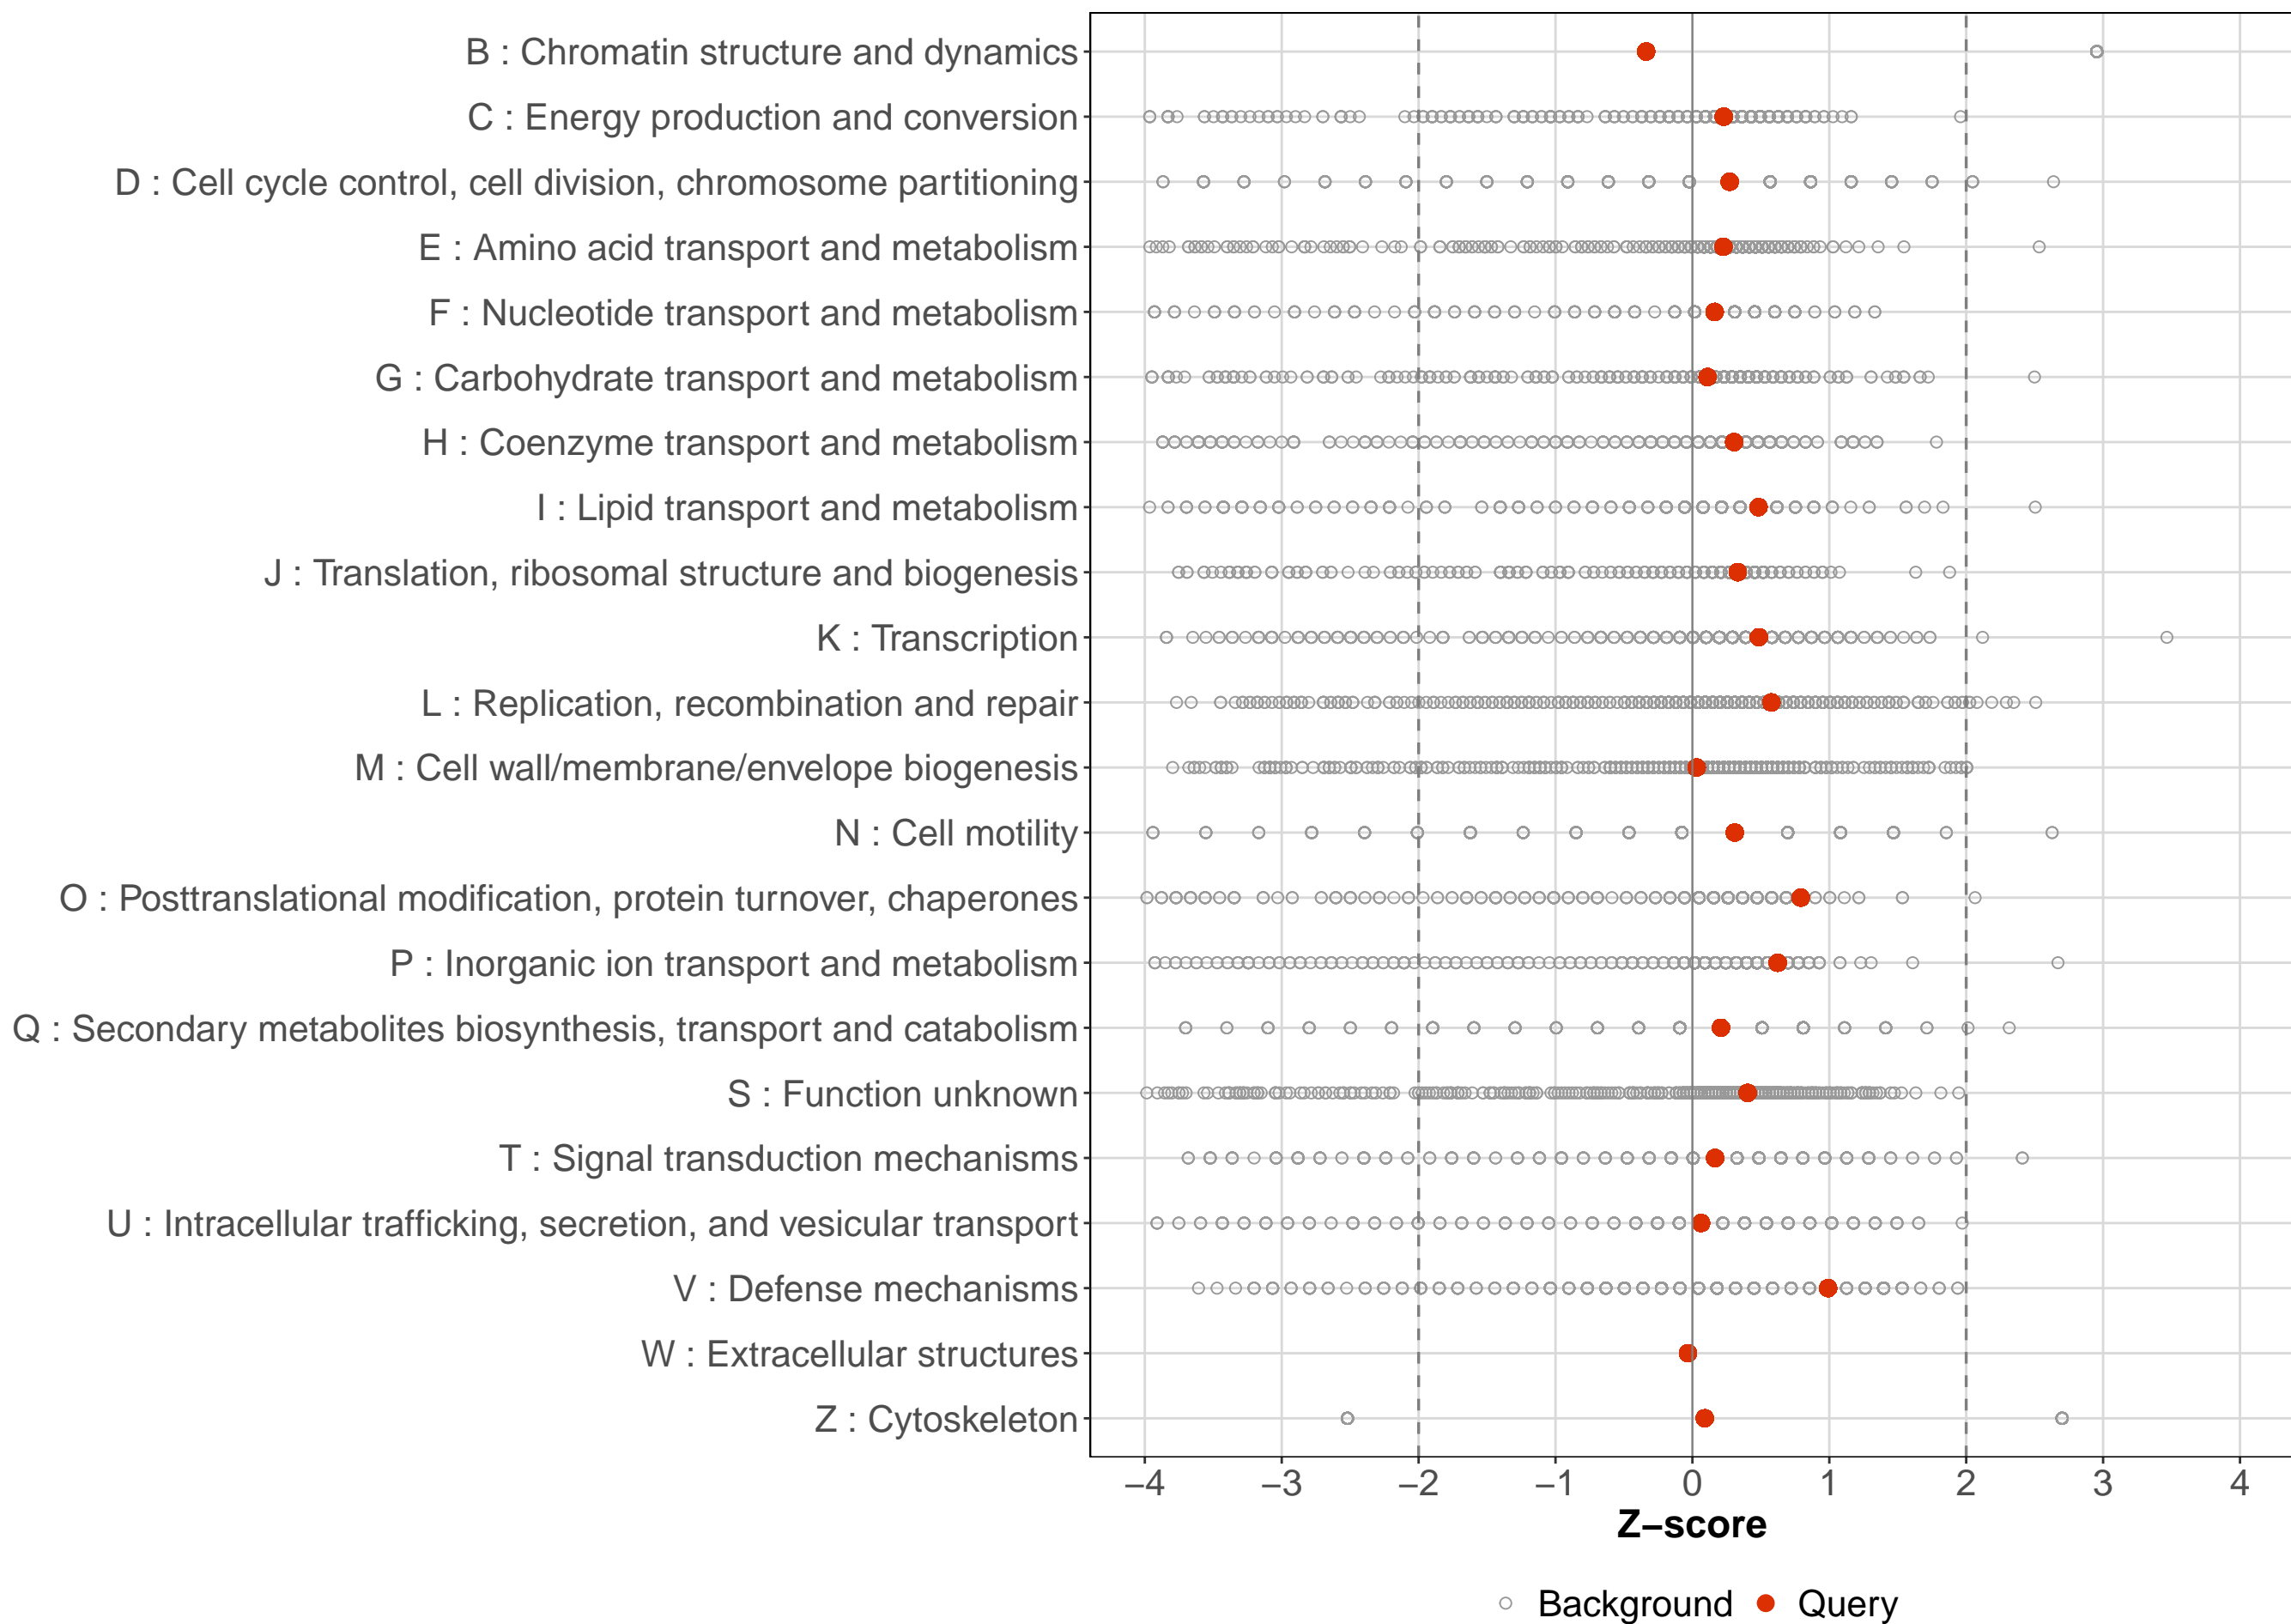 B : Chromatin structure and dynamics
C : Energy production and conversion
D : Cell cycle control, cell division, chromosome partitioning
E : Amino acid transport and metabolism
F : Nucleotide transport and metabolism
G : Carbohydrate transport and metabolism
H : Coenzyme transport and metabolism
I : Lipid transport and metabolism
J : Translation, ribosomal structure and biogenesis
K : Transcription
L : Replication, recombination and repair
M : Cell wall/membrane/envelope biogenesis
N : Cell motility
O : Posttranslational modification, protein turnover, chaperones
P : Inorganic ion transport and metabolism
Q : Secondary metabolites biosynthesis, transport and catabolism
S : Function unknown
T : Signal transduction mechanisms
U : Intracellular trafficking, secretion, and vesicular transport
V : Defense mechanisms
W : Extracellular structures
Z : Cytoskeleton
−4 −3 −2 −1 0 1 2 3 4
Z−score
Background Query